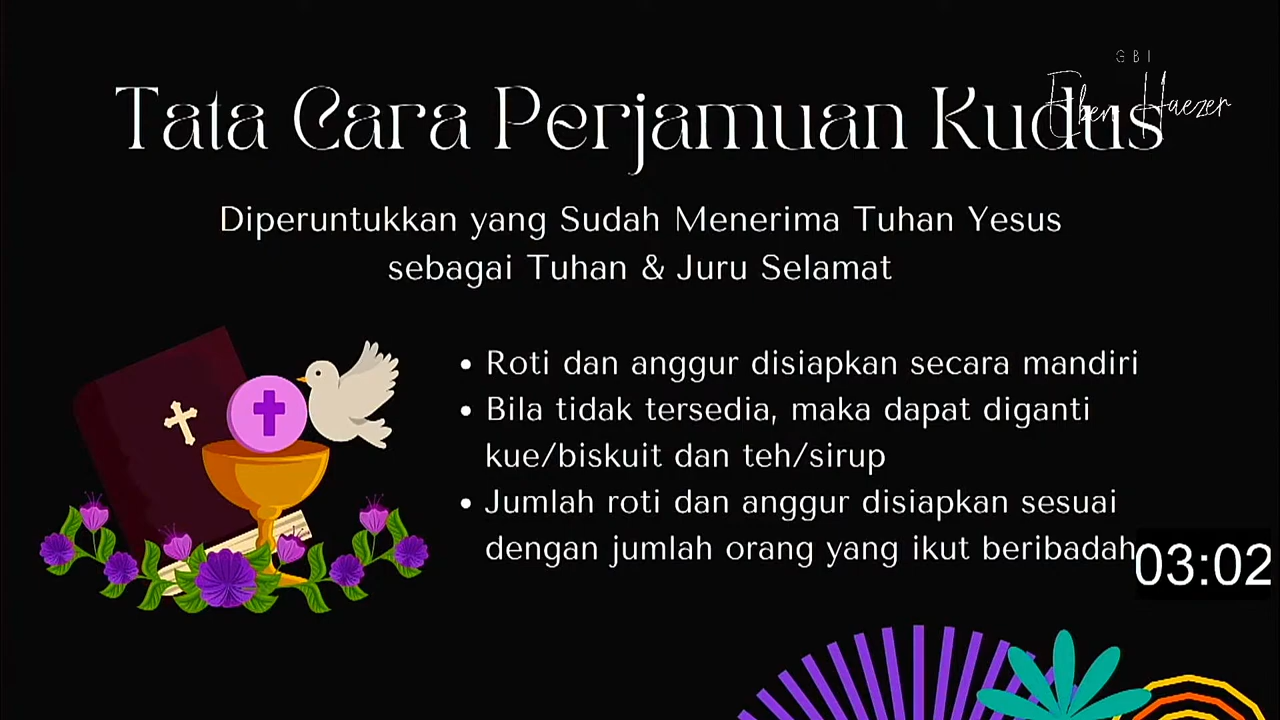 GBI
Eben Haezer
Tata Cara Perjamuan Kudus
Diperuntukkan yang Sudah Menerima Tuhan Yesus
sebagai Tuhan & Juru Selamat
• Roti dan anggur disiapkan secara mandiri
• Bila tidak tersedia, maka dapat diganti
kue/biskuit dan teh/sirup
• Jumlah roti dan anggur disiapkan sesuai
dengan jumlah orang yang ikut beribadah
03:02